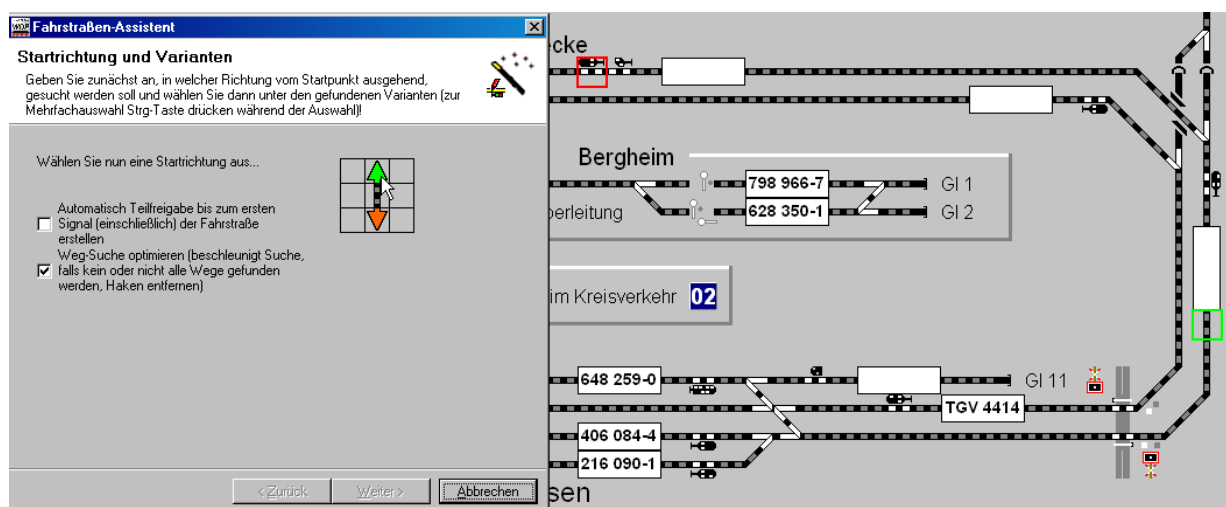 Fahrstraßen-Assistent
Startrichtung und Varianten
Geben Sie zunächst an, in welcher Richtung vom Startpunkt ausgehend,
gesucht werden soll und wählen Sie dann unter den gefundenen Varianten (zur
Mehrfachauswahl Strg-Taste drücken während der Auswahl)!
Wählen Sie nun eine Startrichtung aus...
Automatisch Teilfreigabe bis zum ersten
Signal (einschließlich) der Fahrstraße
erstellen
Weg-Suche optimieren (beschleunigt Suche,
falls kein oder nicht alle Wege gefunden
werden, Haken entfernen)
< Zurück
Weiter >
Abbrechen
cke
Bergheim
798 966-7
Gl 1
berleitung
628 350-1
Gl 2
im Kreisverkehr 02
648 259-0
Gl 11
TGV 4414
406 084-4
216 090-1
sen